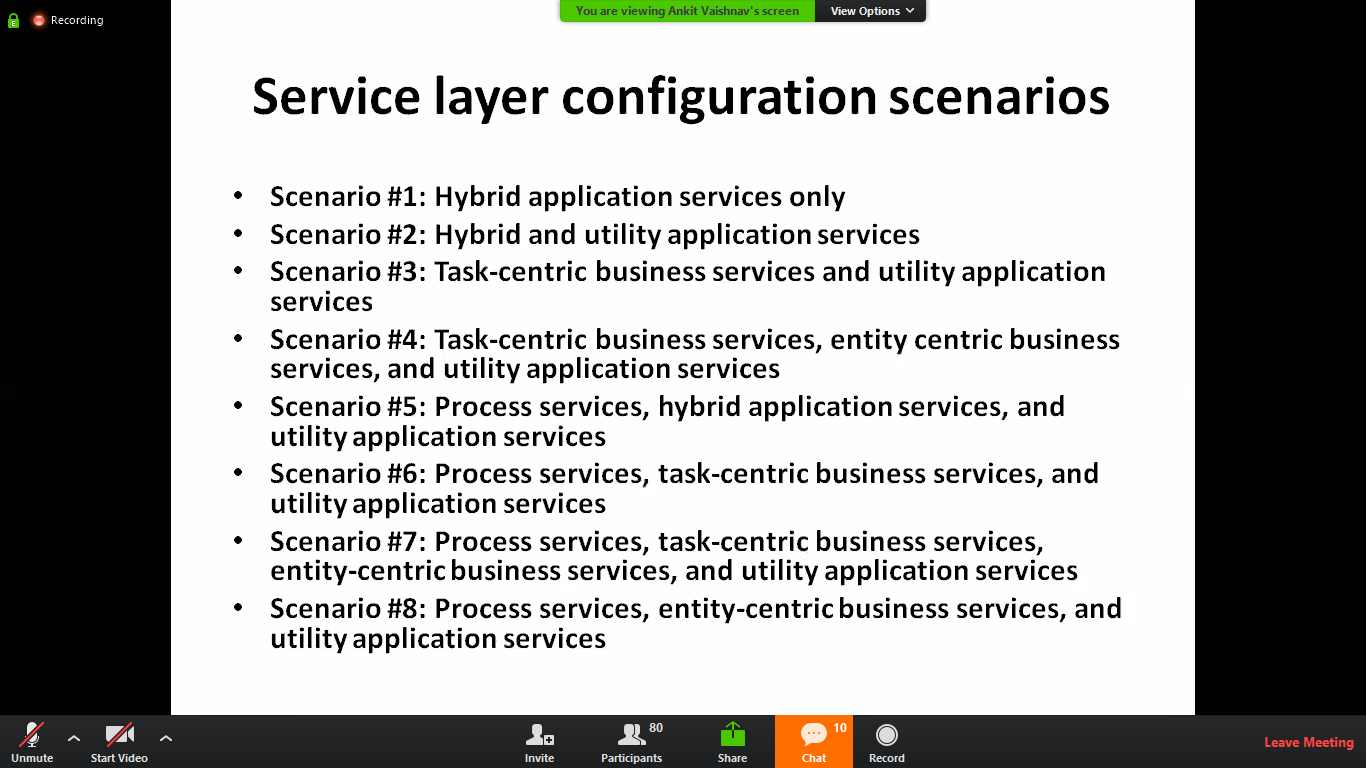 Recording
You are viewing Ankit Vaishnav's screen
View Options
Service layer configuration scenarios
• Scenario #1: Hybrid application services only
• Scenario #2: Hybrid and utility application services
• Scenario #3: Task-centric business services and utility application
services
• Scenario #4: Task-centric business services, entity centric business
services, and utility application services
• Scenario #5: Process services, hybrid application services, and
utility application services
• Scenario #6: Process services, task-centric business services, and
utility application services
• Scenario #7: Process services, task-centric business services,
entity-centric business services, and utility application services
• Scenario #8: Process services, entity-centric business services, and
utility application services
Unmute
Start Video
Invite
80
Participants
Share
10
Chat
Record
Leave Meeting